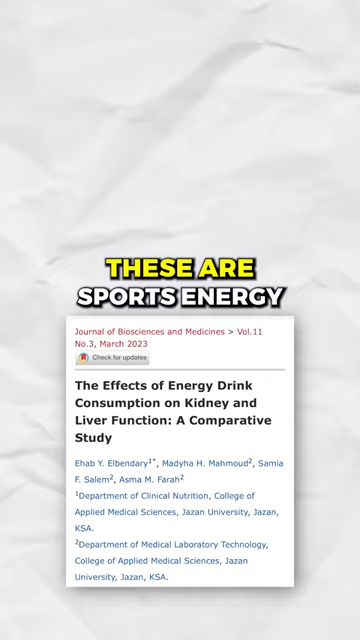 THESE ARE
SPORTS ENERGY
Journal of Biosciences and Medicines > Vol.11
No.3, March 2023
Check for updates
The Effects of Energy Drink
Consumption on Kidney and
Liver Function: A Comparative
Study
Ehab Y. Elbendary1*, Madyha H. Mahmoud2, Samia
F. Salem2, Asma M. Farah2
1Department of Clinical Nutrition, College of
Applied Medical Sciences, Jazan University, Jazan,
KSA.
2Department of Medical Laboratory Technology,
College of Applied Medical Sciences, Jazan
University, Jazan, KSA.